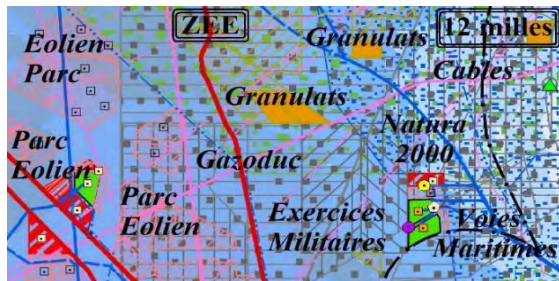 ZEE
12 milles
Eolien
Parc
Granulats
Cables
Granulats
Natura
2000
Parc
Eolien
Gazoduc
Parc
Eolien
Exercices
Militaires
Voies
Maritimes